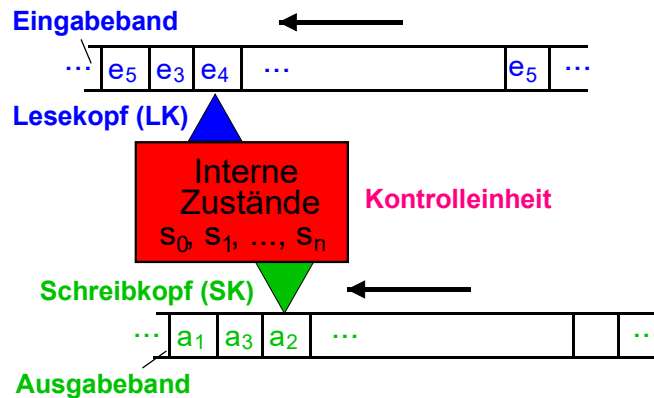 Eingabeband
... e5 e3 e4 ... e5 ...
Lesekopf (LK)
Interne
Zustände
s0, s1, ..., sn
Kontrolleinheit
Schreibkopf (SK)
... a1 a3 a2 ... ..
Ausgabeband